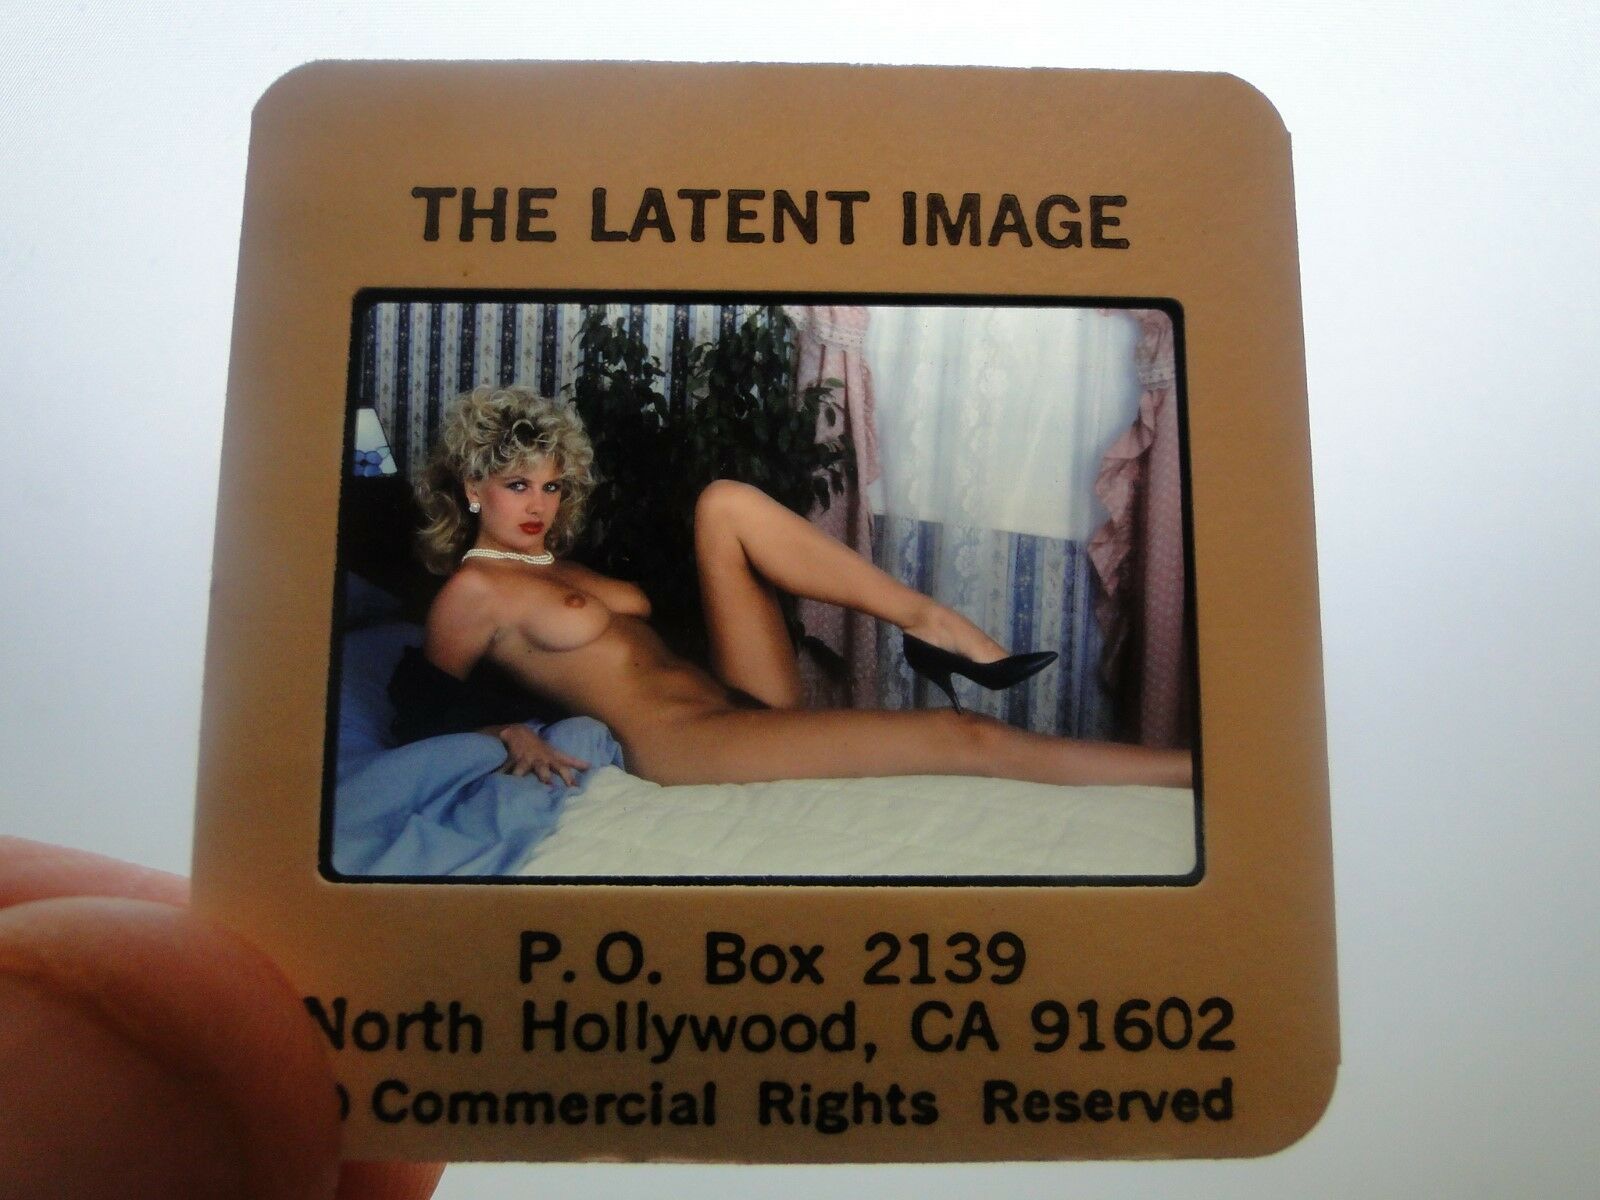 THE LATENT IMAGE
P. O. Box 2139
North Hollywood, CA 91602
Commercial Rights Reserved